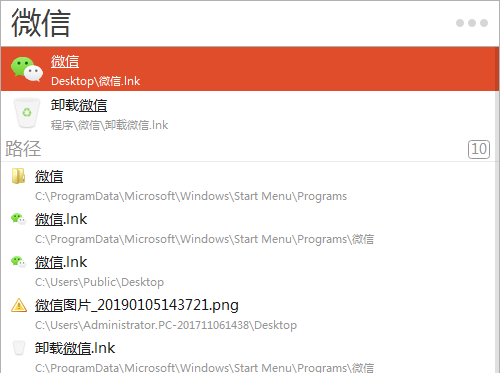 微信
微信
Desktop\微信.lnk
卸载微信
程序\微信\卸载微信.lnk
路径 10
微信
C:\ProgramData\Microsoft\Windows\Start Menu\Programs
微信.lnk
C:\ProgramData\Microsoft\Windows\Start Menu\Programs\微信
微信.lnk
C:\Users\Public\Desktop
微信图片_20190105143721.png
C:\Users\Administrator.PC-201711061438\Desktop
卸载微信.lnk
C:\ProgramData\Microsoft\Windows\Start Menu\Programs\微信